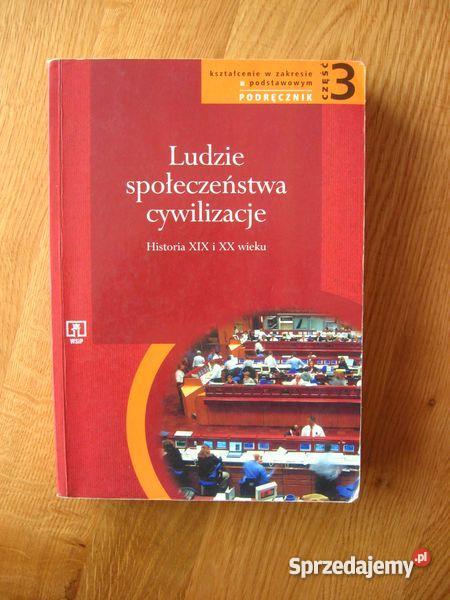 kształcenie w zakresie
podstawowym
PODRĘCZNIK
CZĘŚĆ
3
Ludzie
społeczeństwa
cywilizacje
Historia XIX i XX wieku
WSiP
Sprzedajemy.pl